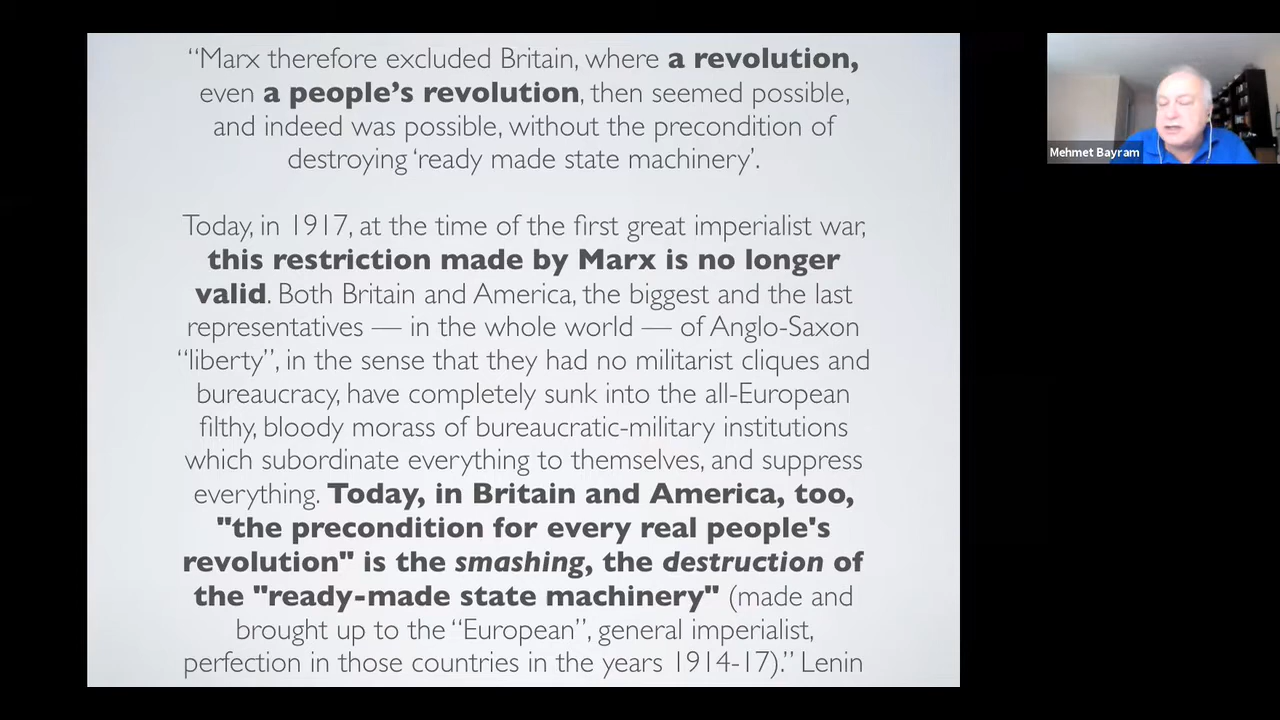 “Marx therefore excluded Britain, where a revolution,
even a people’s revolution, then seemed possible,
and indeed was possible, without the precondition of
destroying ‘ready made state machinery’.
Today, in 1917, at the time of the first great imperialist war,
this restriction made by Marx is no longer
valid. Both Britain and America, the biggest and the last
representatives — in the whole world — of Anglo-Saxon
“liberty”, in the sense that they had no militarist cliques and
bureaucracy, have completely sunk into the all-European
filthy, bloody morass of bureaucratic-military institutions
which subordinate everything to themselves, and suppress
everything. Today, in Britain and America, too,
"the precondition for every real people's
revolution" is the smashing, the destruction of
the "ready-made state machinery" (made and
brought up to the “European”, general imperialist,
perfection in those countries in the years 1914-17).” Lenin
Mehmet Bayram